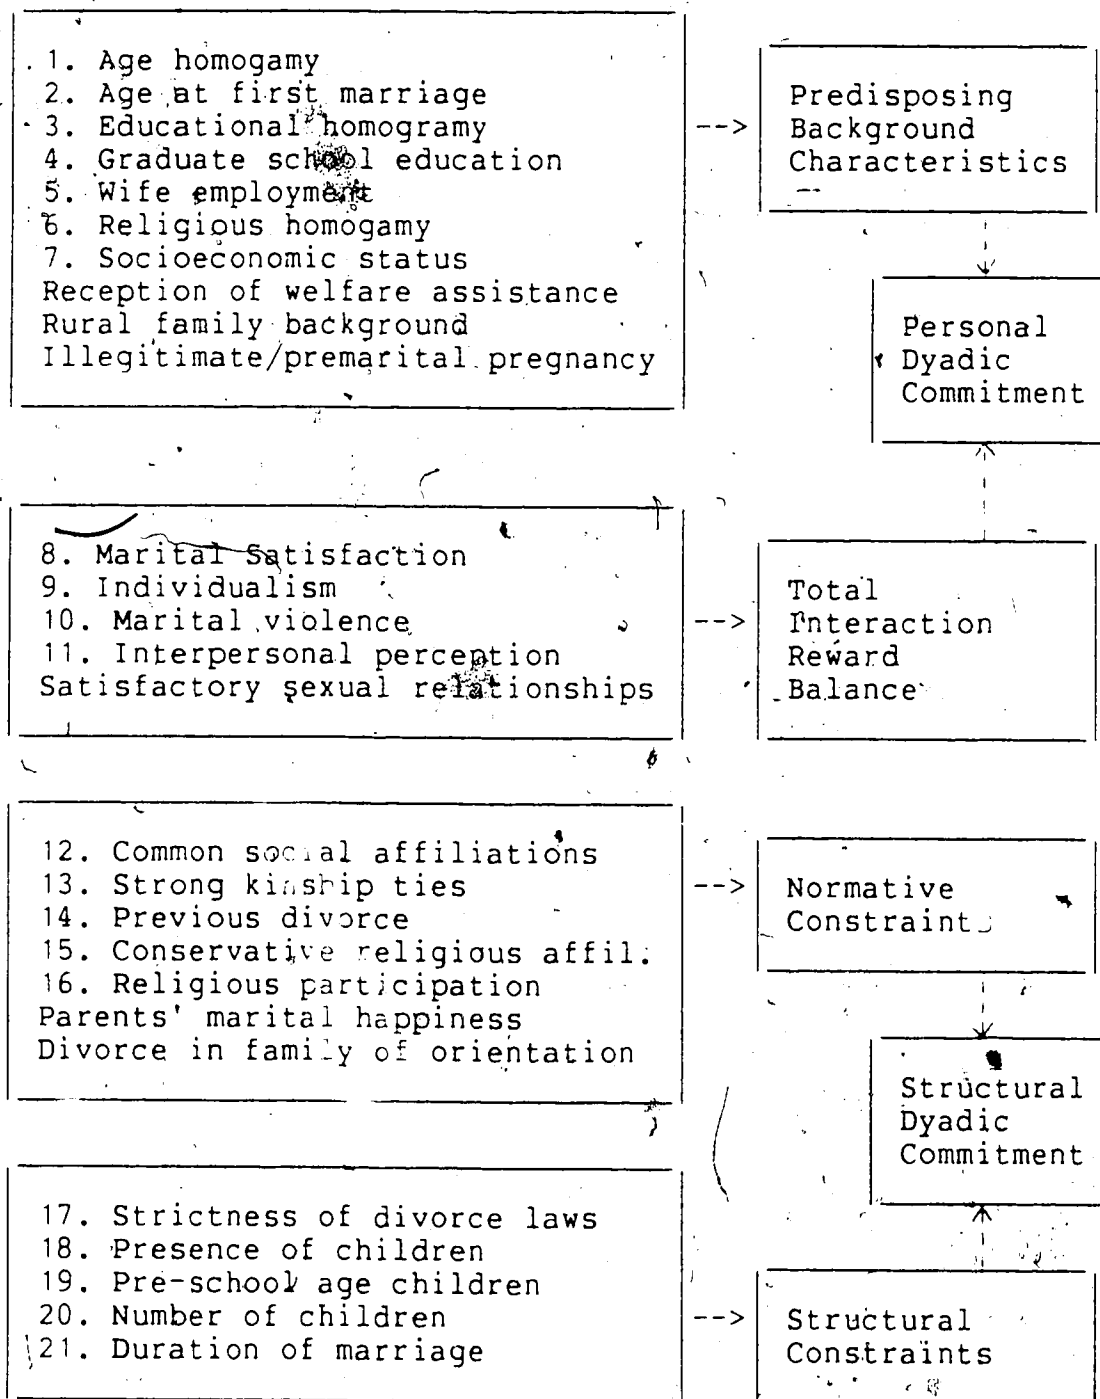 1. Age homogamy
2. Age at first marriage
3. Educational homogramy
4. Graduate school education
5. Wife employment
6. Religious homogamy
7. Socioeconomic status
Reception of welfare assistance
Rural family background
Illegitimate/premarital pregnancy
-->
Predisposing
Background
Characteristics
Personal
Dyadic
Commitment
8. Marital Satisfaction
9. Individualism
10. Marital violence
11. Interpersonal perception
Satisfactory sexual relationships
-->
Total
Interaction
Reward
Balance
12. Common social affiliations
13. Strong kinship ties
14. Previous divorce
15. Conservative religious affil.
16. Religious participation
Parents' marital happiness
Divorce in family of orientation
-->
Normative
Constraints
Structural
Dyadic
Commitment
17. Strictness of divorce laws
18. Presence of children
19. Pre-school age children
20. Number of children
21. Duration of marriage
-->
Structural
Constraints